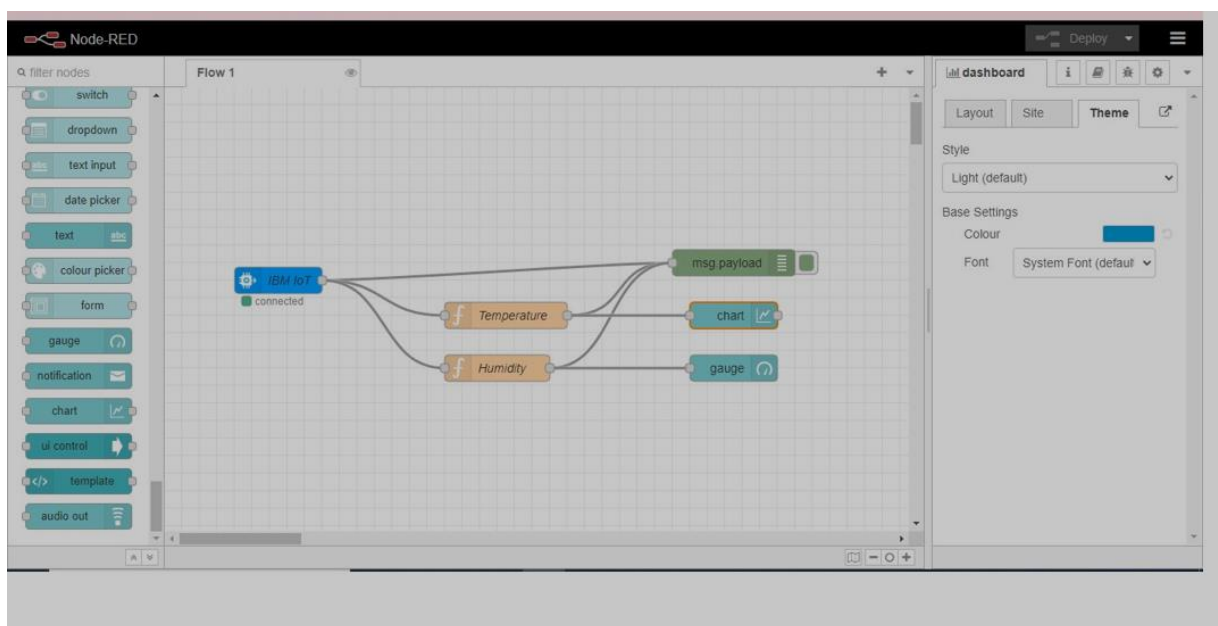 Node-RED
Deploy
filter nodes
switch
dropdown
text input
date picker
text
abc
colour picker
form
gauge
notification
chart
ui control
</> template
audio out
Flow 1
IBM IoT
connected
f Temperature
f Humidity
msg.payload
chart
gauge
dashboard
i
Layout
Site
Theme
Style
Light (default)
Base Settings
Colour
Font
System Font (defaul